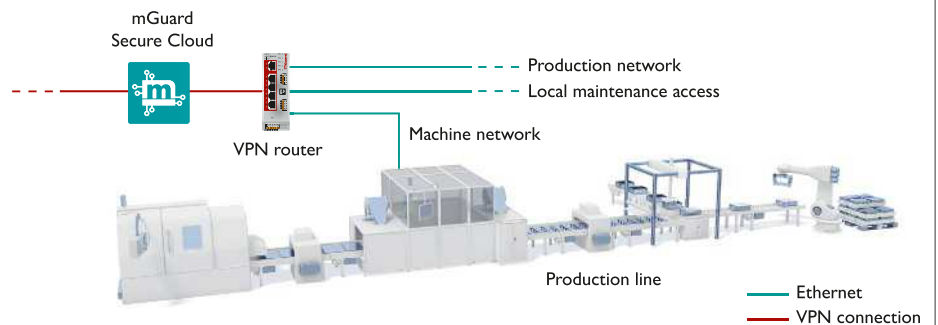 mGuard
Secure Cloud
m
Production network
Local maintenance access
Machine network
VPN router
Production line
Ethernet
VPN connection